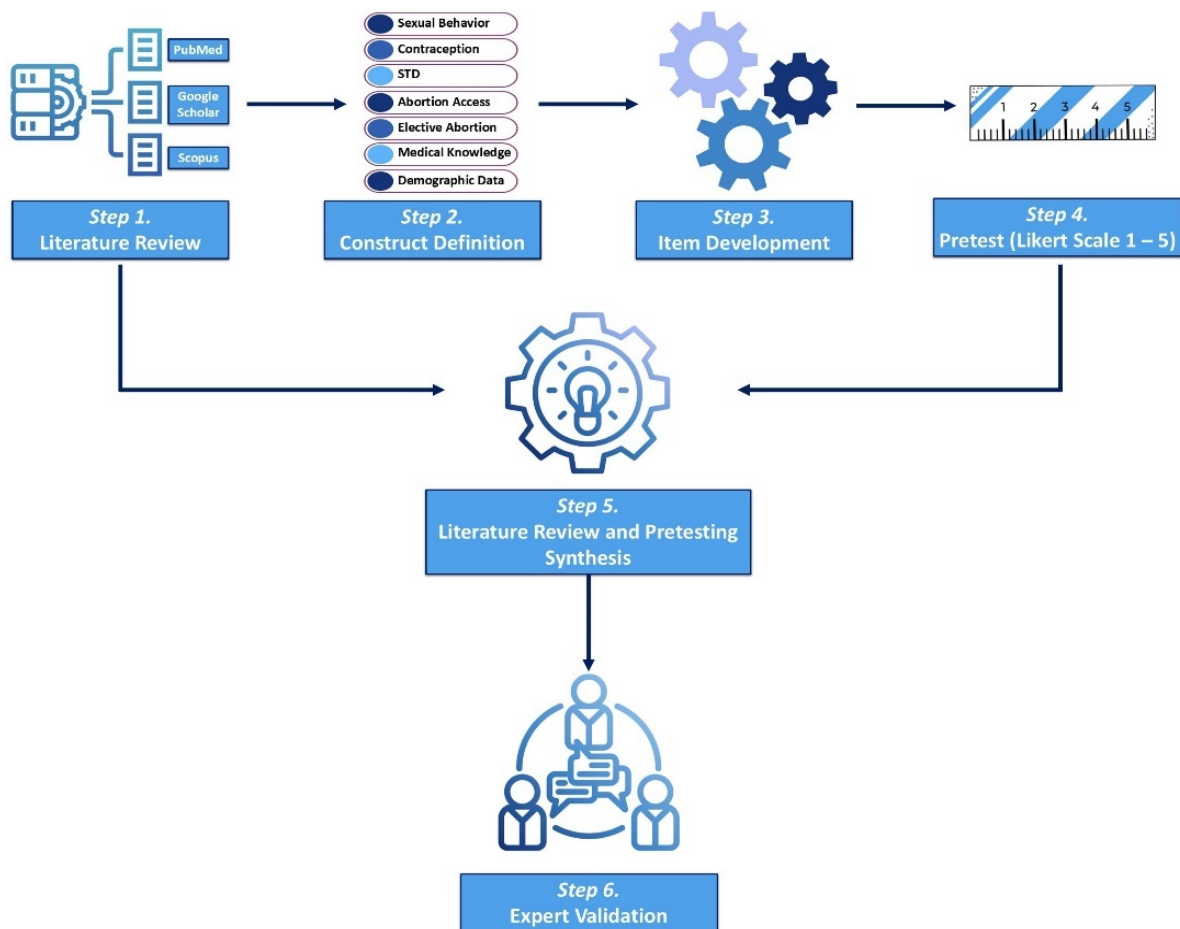 PubMed
Google
Scholar
Scopus
Sexual Behavior
Contraception
STD
Abortion Access
Elective Abortion
Medical Knowledge
Demographic Data
1 2 3 4 5
Step 1.
Literature Review
Step 2.
Construct Definition
Step 3.
Item Development
Step 4.
Pretest (Likert Scale 1 – 5)
Step 5.
Literature Review and Pretesting
Synthesis
Step 6.
Expert Validation